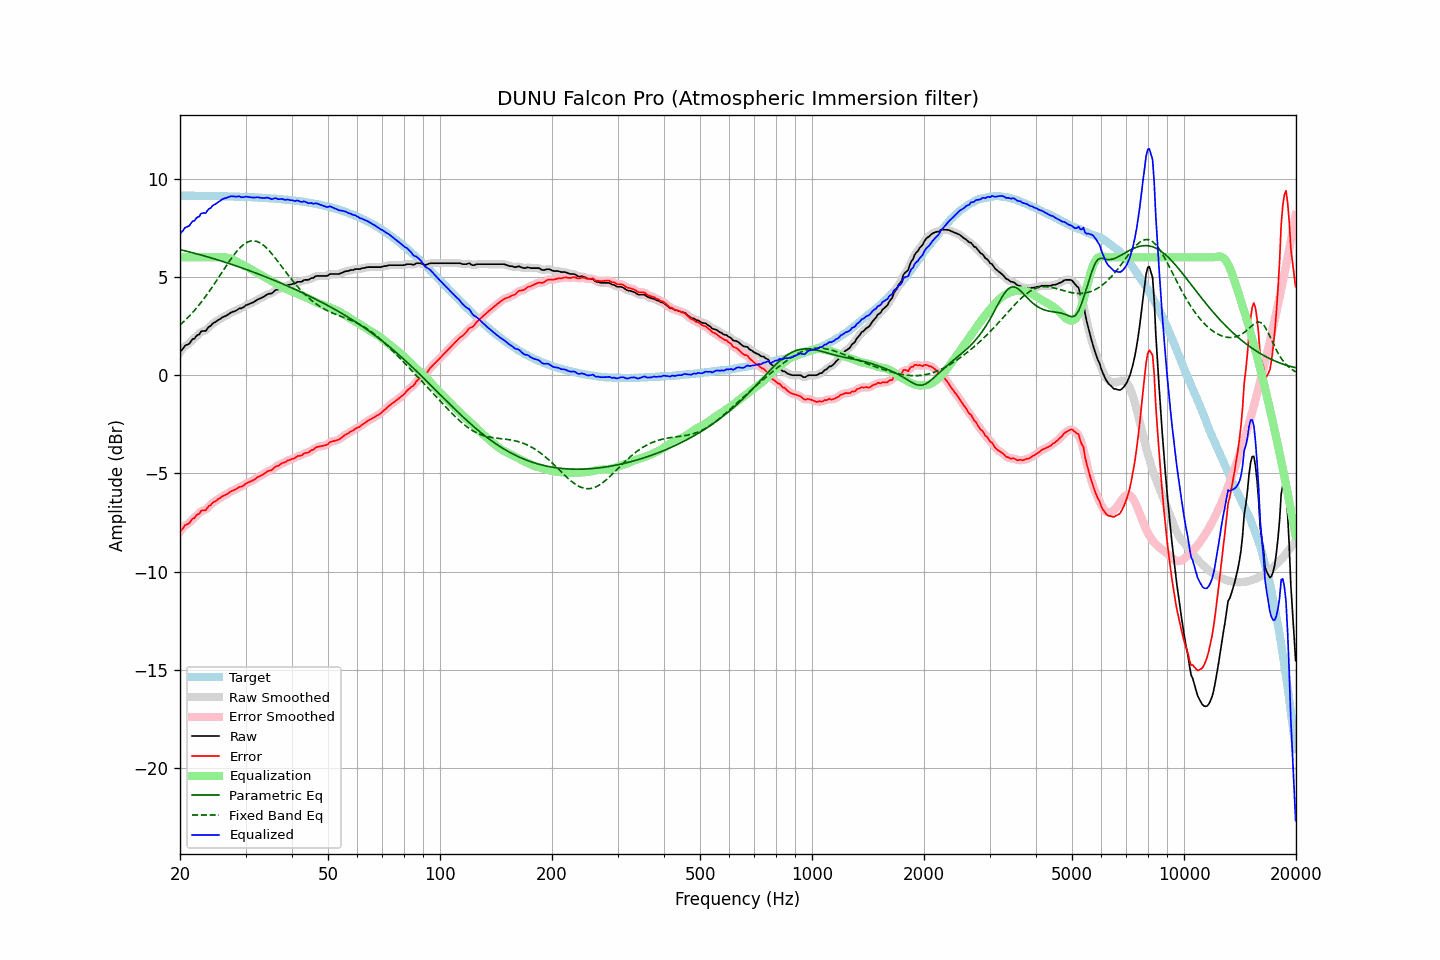 DUNU Falcon Pro (Atmospheric Immersion filter)
Amplitude (dBr)
10
5
0
−5
−10
−15
−20
Target
Raw Smoothed
Error Smoothed
Raw
Error
Equalization
Parametric Eq
Fixed Band Eq
Equalized
20 50 100 200 500 1000 2000 5000 10000 20000
Frequency (Hz)